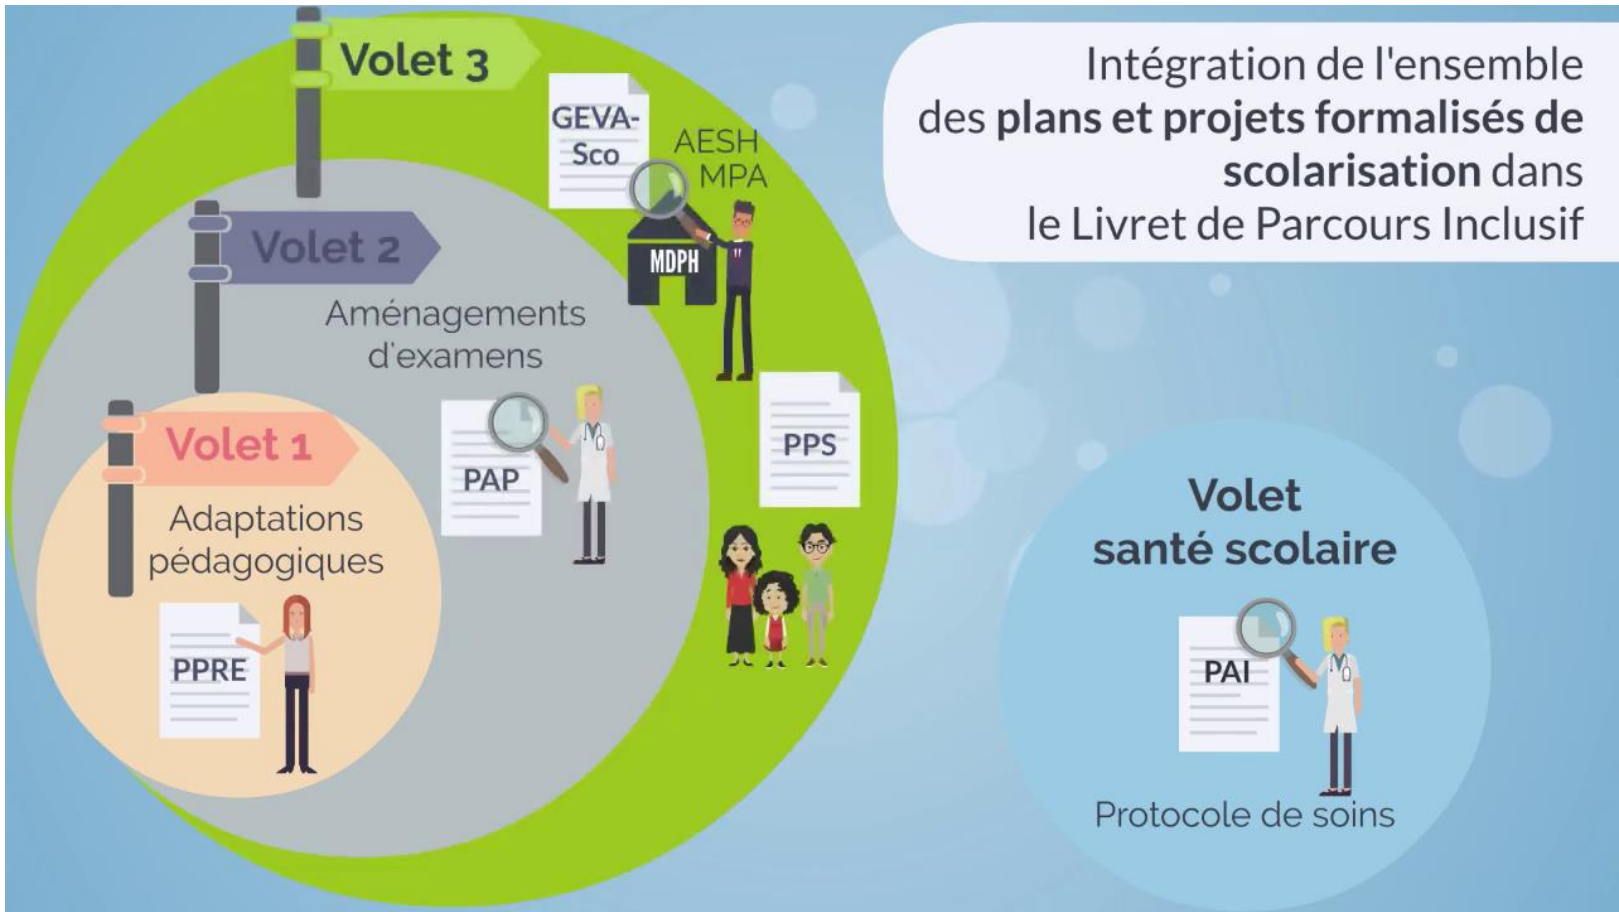 Volet 3
GEVA-
Sco
AESH
MPA
MDPH
Volet 2
Aménagements
d'examens
PAP
PPS
Volet 1
Adaptations
pédagogiques
PPRE
Intégration de l'ensemble
des plans et projets formalisés de
scolarisation dans
le Livret de Parcours Inclusif
Volet
santé scolaire
PAI
Protocole de soins